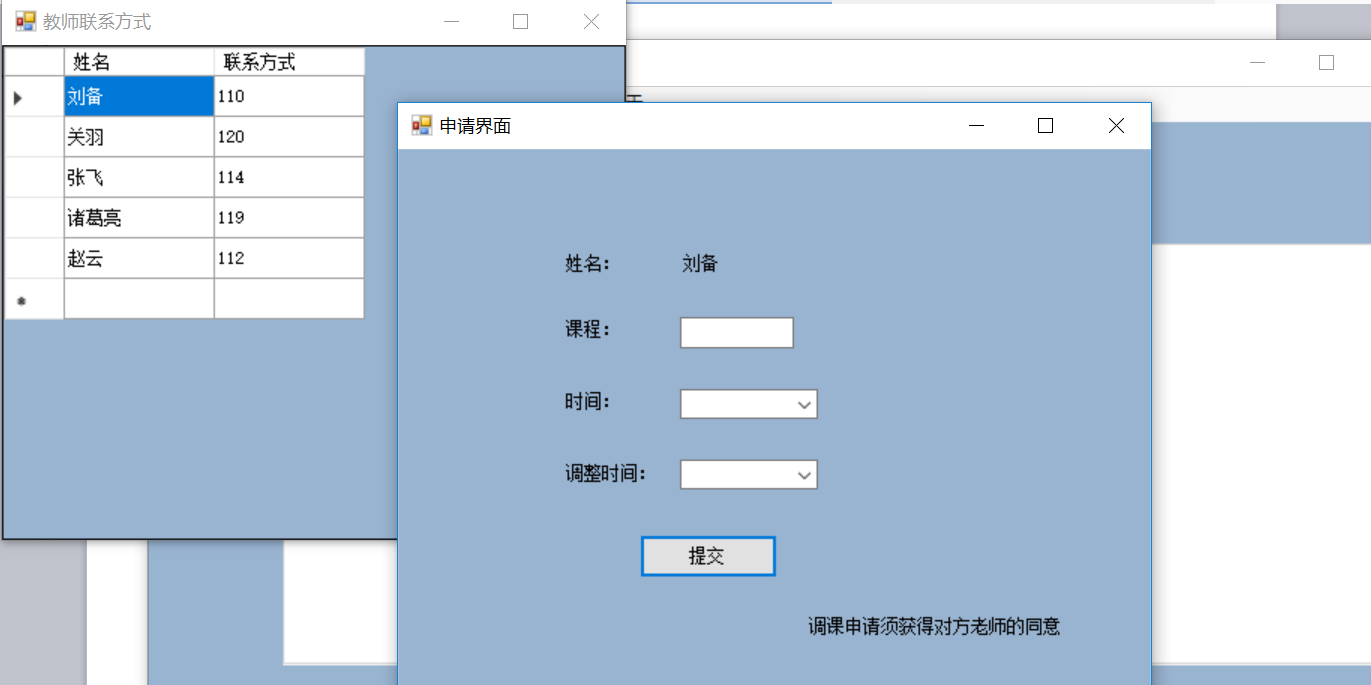 教师联系方式
姓名 联系方式
刘备 110
关羽 120
张飞 114
诸葛亮 119
赵云 112
申请界面
姓名： 刘备
课程：
时间：
调整时间：
提交
调课申请须获得对方老师的同意